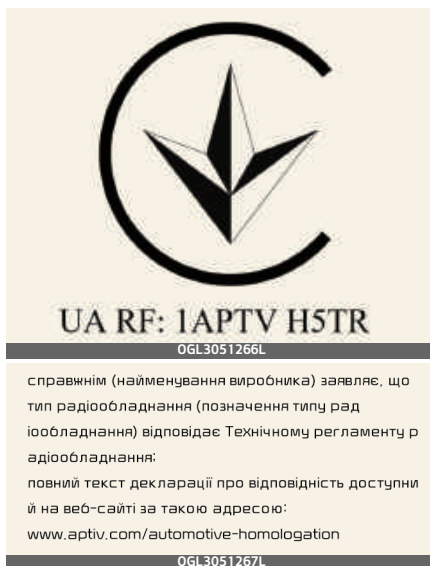 UA RF: 1APTV H5TR
OGL3051266L
справжнім (найменування виробника) заявляє, що
тип радіообладнання (позначення типу рад
іообладнання) відповідає Технічному регламенту р
адіообладнання;
повний текст декларації про відповідність доступни
й на веб-сайті за такою адресою:
www.aptiv.com/automotive-homologation
OGL3051267L